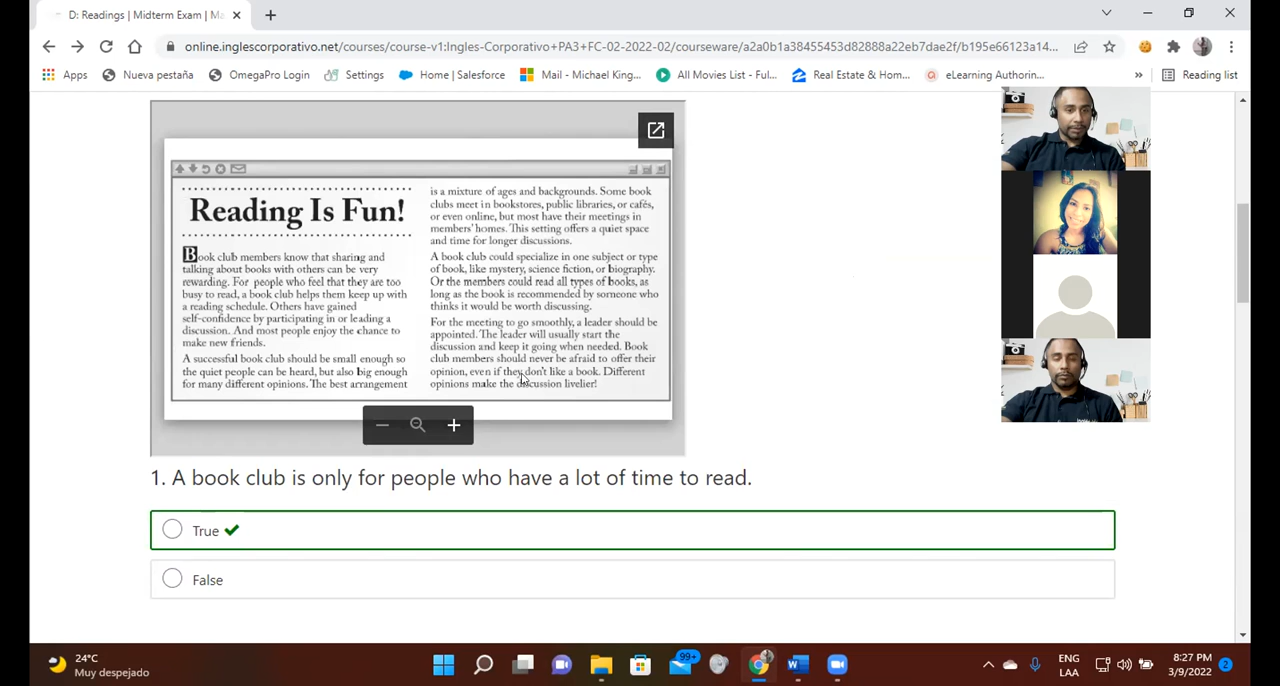 D: Readings | Midterm Exam | Ma
online.inglescorporativo.net/courses/course-v1:Ingles-Corporativo+PA3+FC-02-2022-02/courseware/a2a0b1a38455453d82888a22eb7dae2f/b195e66123a14...
Apps
Nueva pestaña
OmegaPro Login
Settings
Home | Salesforce
Mail - Michael King...
All Movies List - Ful...
Real Estate & Hom...
eLearning Authorin...
»
Reading list
Reading Is Fun!
Book club members know that sharing and
talking about books with others can be very
rewarding. For people who feel that they are too
busy to read, a book club helps them keep up with
a reading schedule. Others have gained
self-confidence by participating in or leading a
discussion. And most people enjoy the chance to
make new friends.
A successful book club should be small enough so
the quiet people can be heard, but also big enough
for many different opinions. The best arrangement
is a mixture of ages and backgrounds. Some book
clubs meet in bookstores, public libraries, or cafés,
or even online, but most have their meetings in
members' homes. This setting offers a quiet space
and time for longer discussions.
A book club could specialize in one subject or type
of book, like mystery, science fiction, or biography.
Or the members could read all types of books, as
long as the book is recommended by someone who
thinks it would be worth discussing.
For the meeting to go smoothly, a leader should be
appointed. The leader will usually start the
discussion and keep it going when needed. Book
club members should never be afraid to offer their
opinion, even if they don't like a book. Different
opinions make the discussion livelier!
1. A book club is only for people who have a lot of time to read.
True
False
24°C
Muy despejado
99+
ENG
LAA
8:27 PM
3/9/2022
2